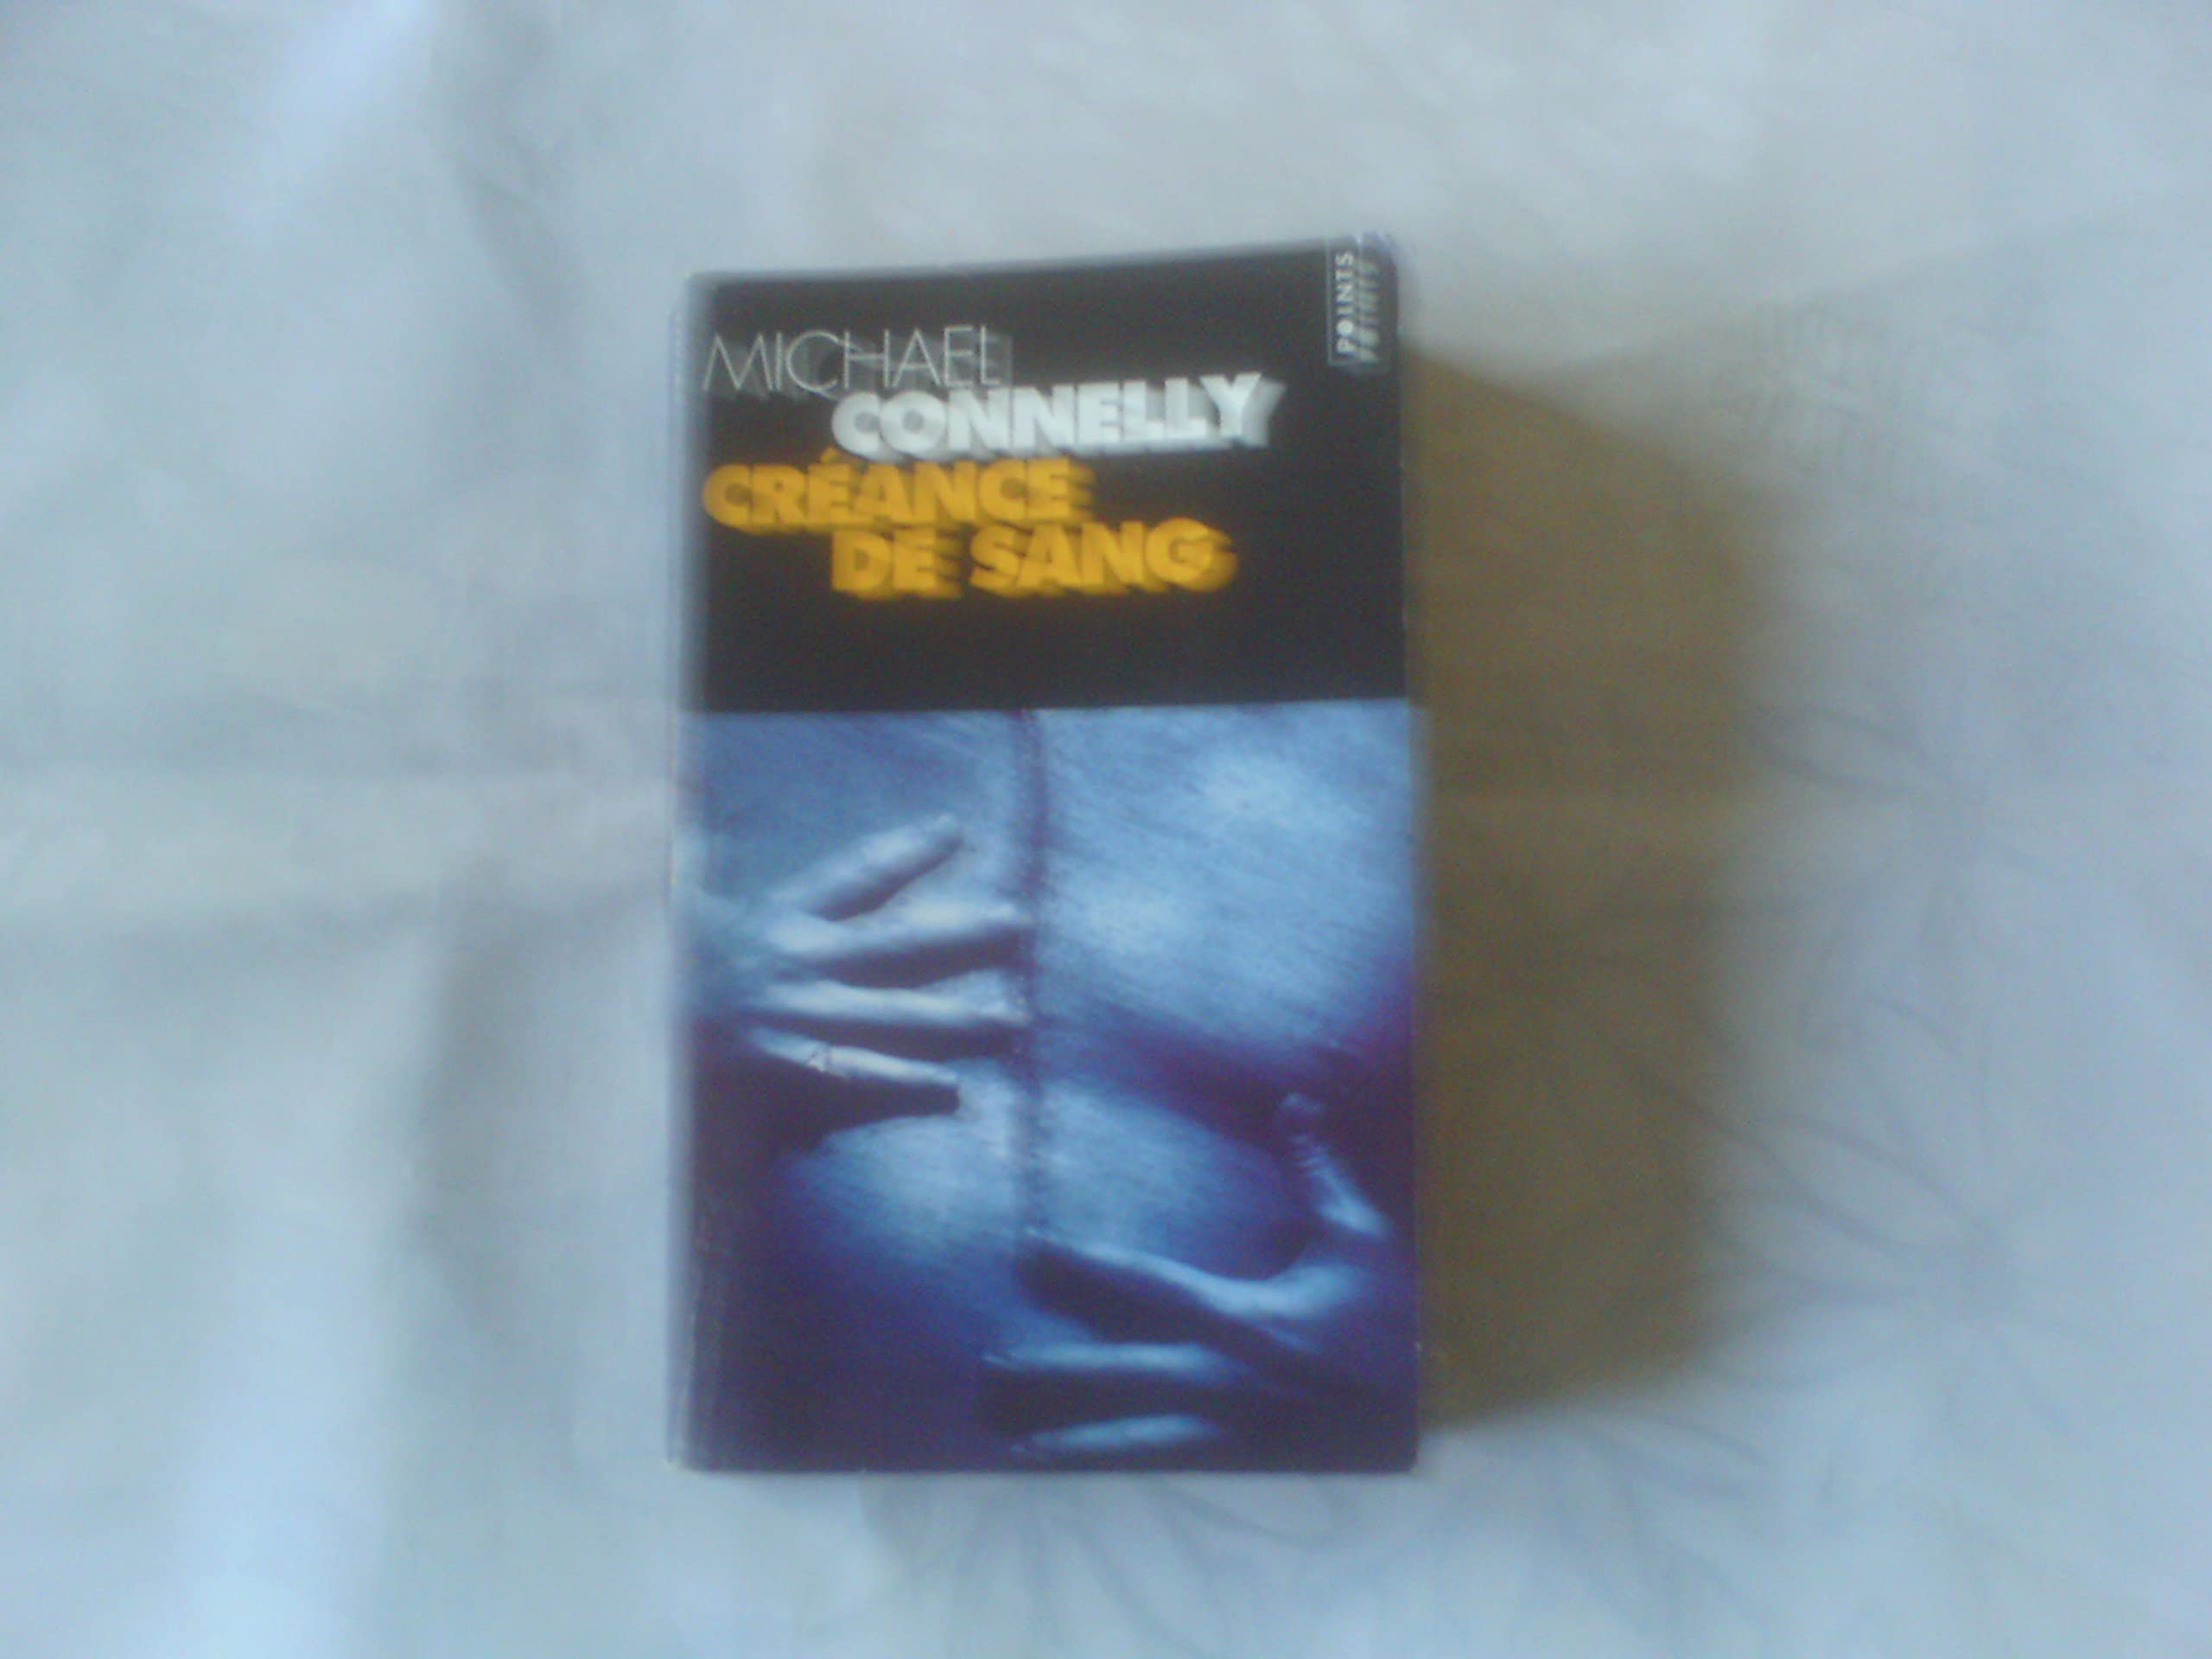 MICHAEL
CONNELLY
CRÉANCE
DE SANG
POINTS